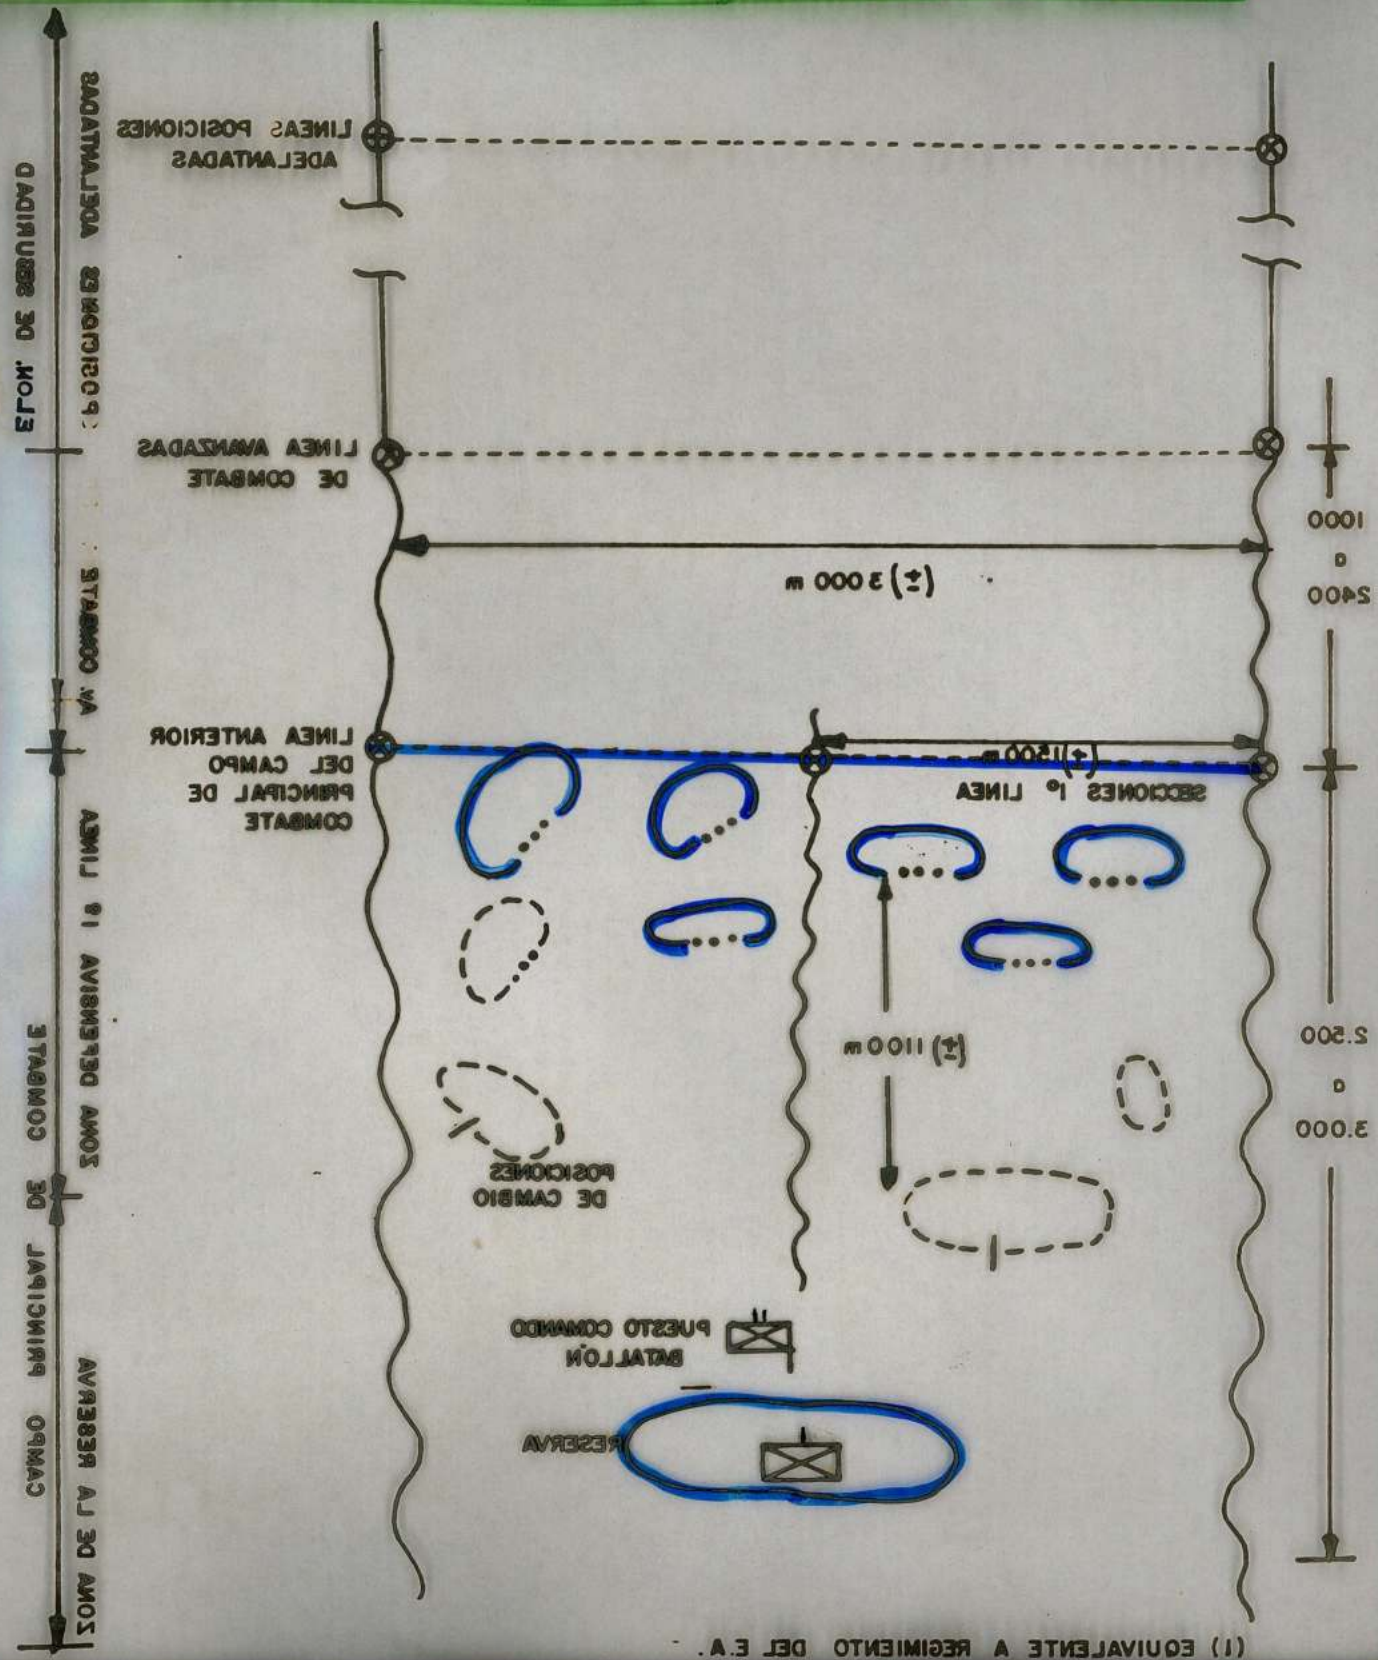 LINEAS POSICIONES
ADELANTADAS
POSICIONES ADELANTADAS
ELOM. DE SEGURIDAD
LINEA AVANZADAS
DE COMBATE
1000
a
2400
(±) 3000 m
AV. COMBATE
LINEA ANTERIOR
DEL CAMPO
PRINCIPAL DE
COMBATE
(±) 1500 m
SECCIONES 1º LINEA
ZONA DEFENSIVA 1ª LINEA
CAMPO PRINCIPAL DE COMBATE
(±) 1100 m
2.500
a
3.000
POSICIONES
DE CAMBIO
PUESTO COMANDO
BATALLÓN
RESERVA
ZONA DE LA RESERVA
(1) EQUIVALENTE A REGIMIENTO DEL E.A.